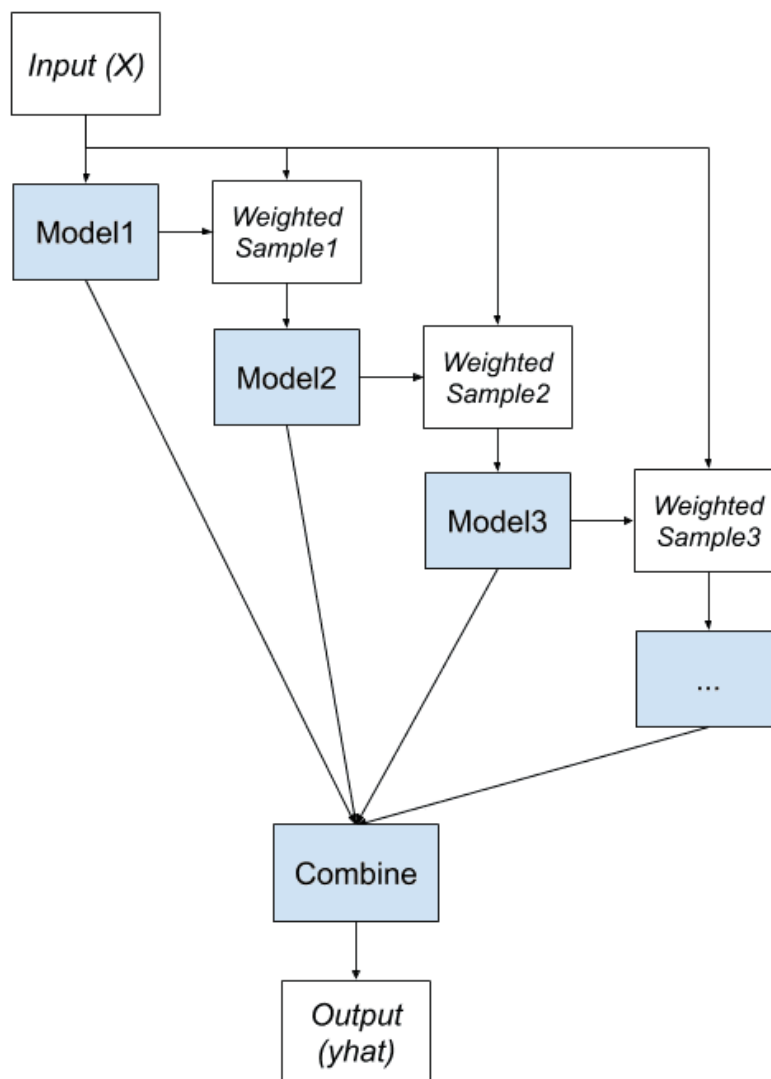 Input (X)
Model1
Weighted
Sample1
Model2
Weighted
Sample2
Model3
Weighted
Sample3
...
Combine
Output
(yhat)